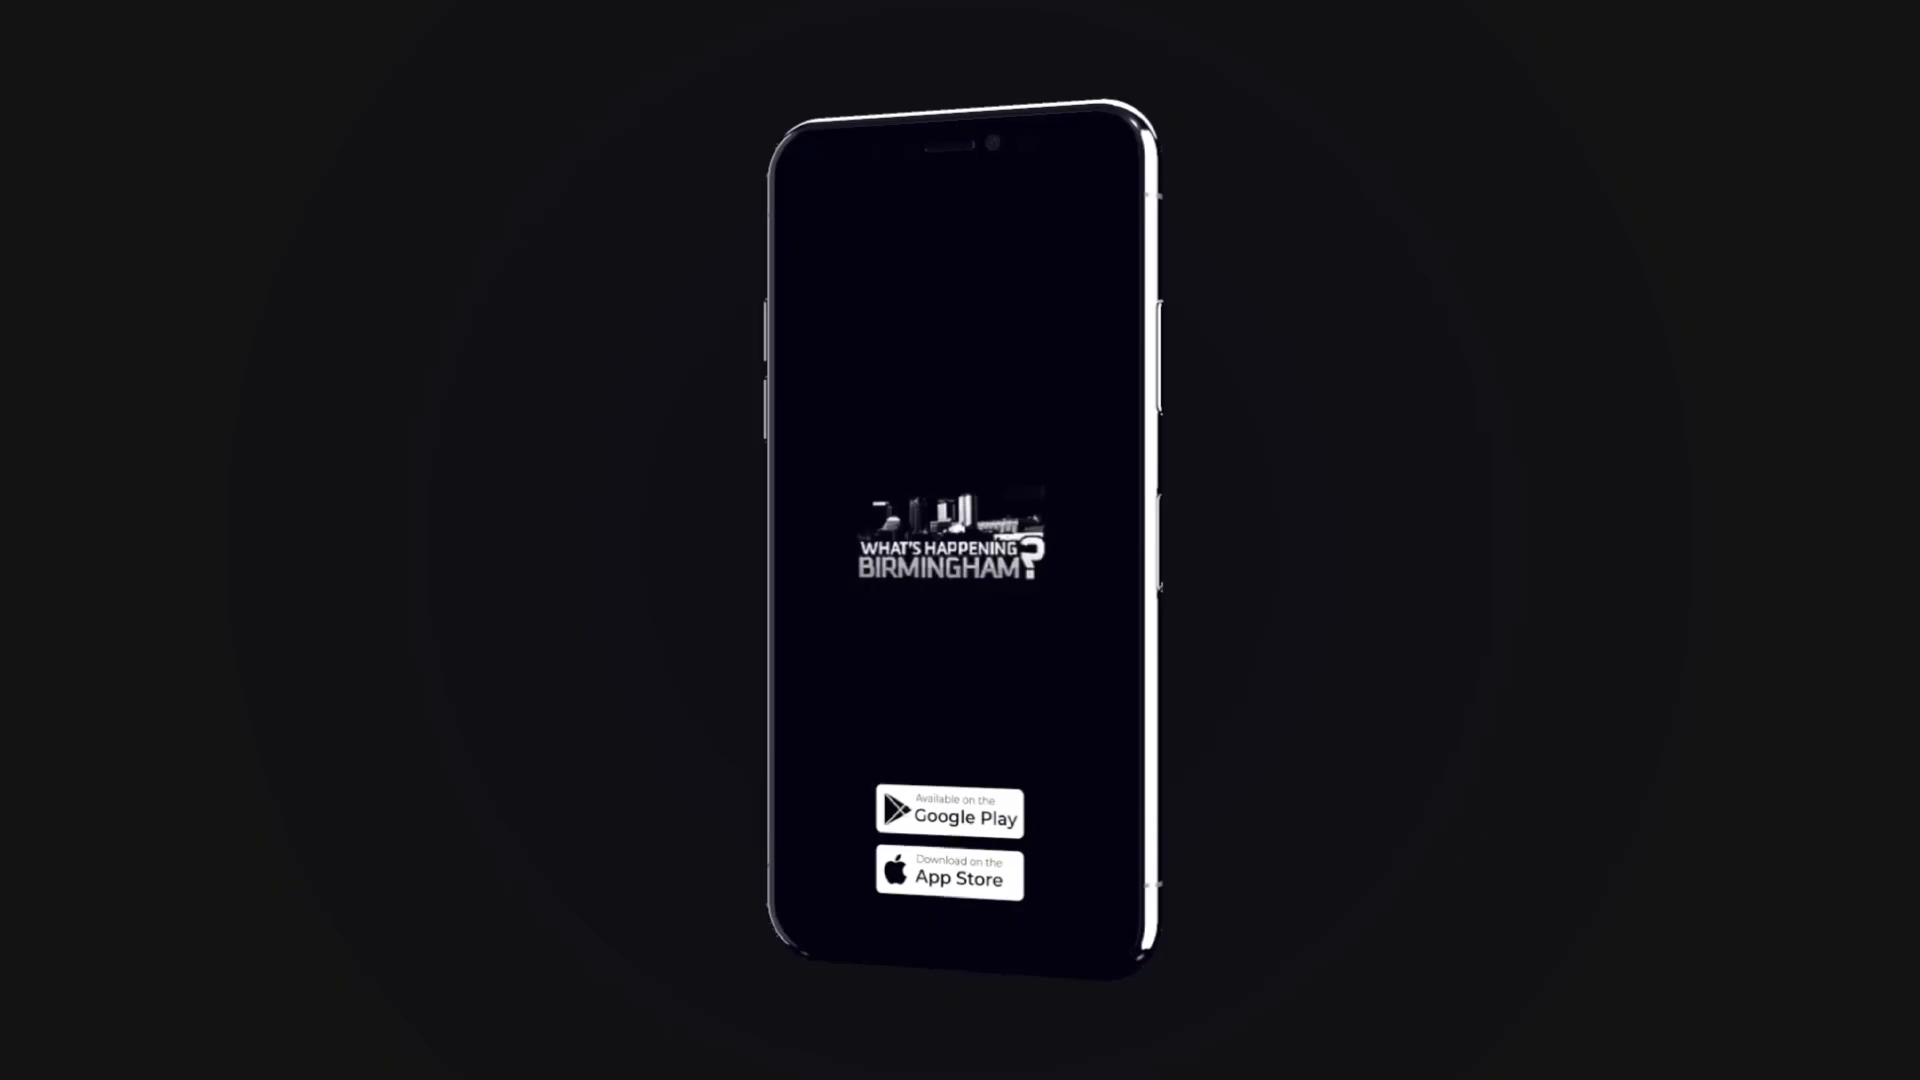 WHAT'S HAPPENING
BIRMINGHAM?
Available on the
Google Play
Download on the
App Store